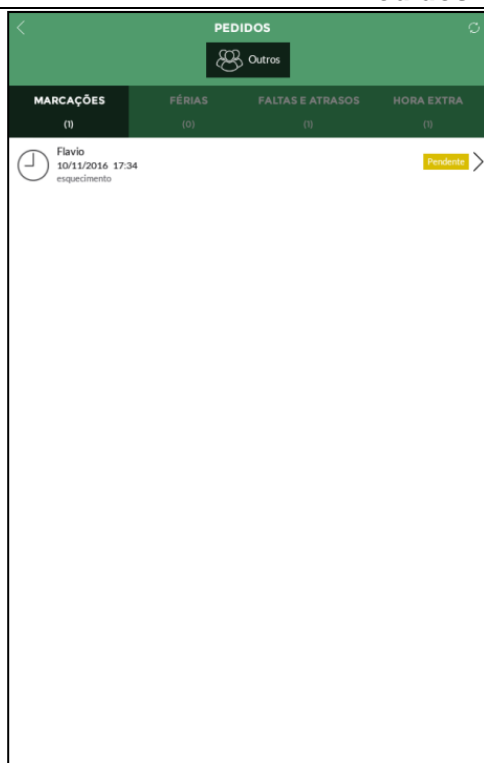 PEDIDOS
Outros
MARCAÇÕES FÉRIAS FALTAS E ATRASOS HORA EXTRA
(1) (0) (1) (1)
Flavio
10/11/2016 17:34 Pendente
esquecimento